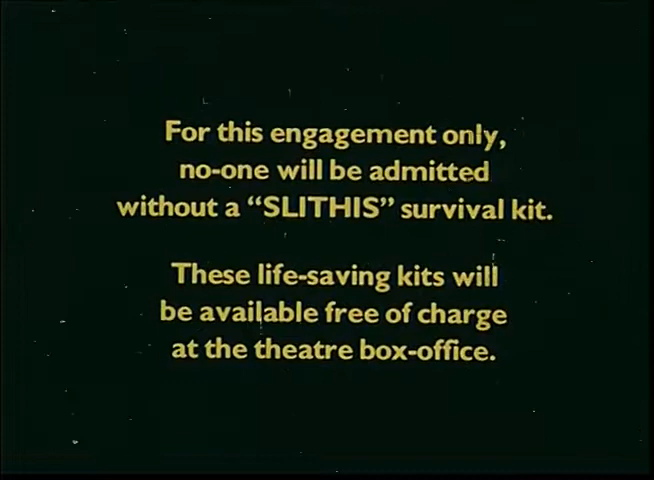 For this engagement only,
no-one will be admitted
without a “SLITHIS” survival kit.
These life-saving kits will
be available free of charge
at the theatre box-office.